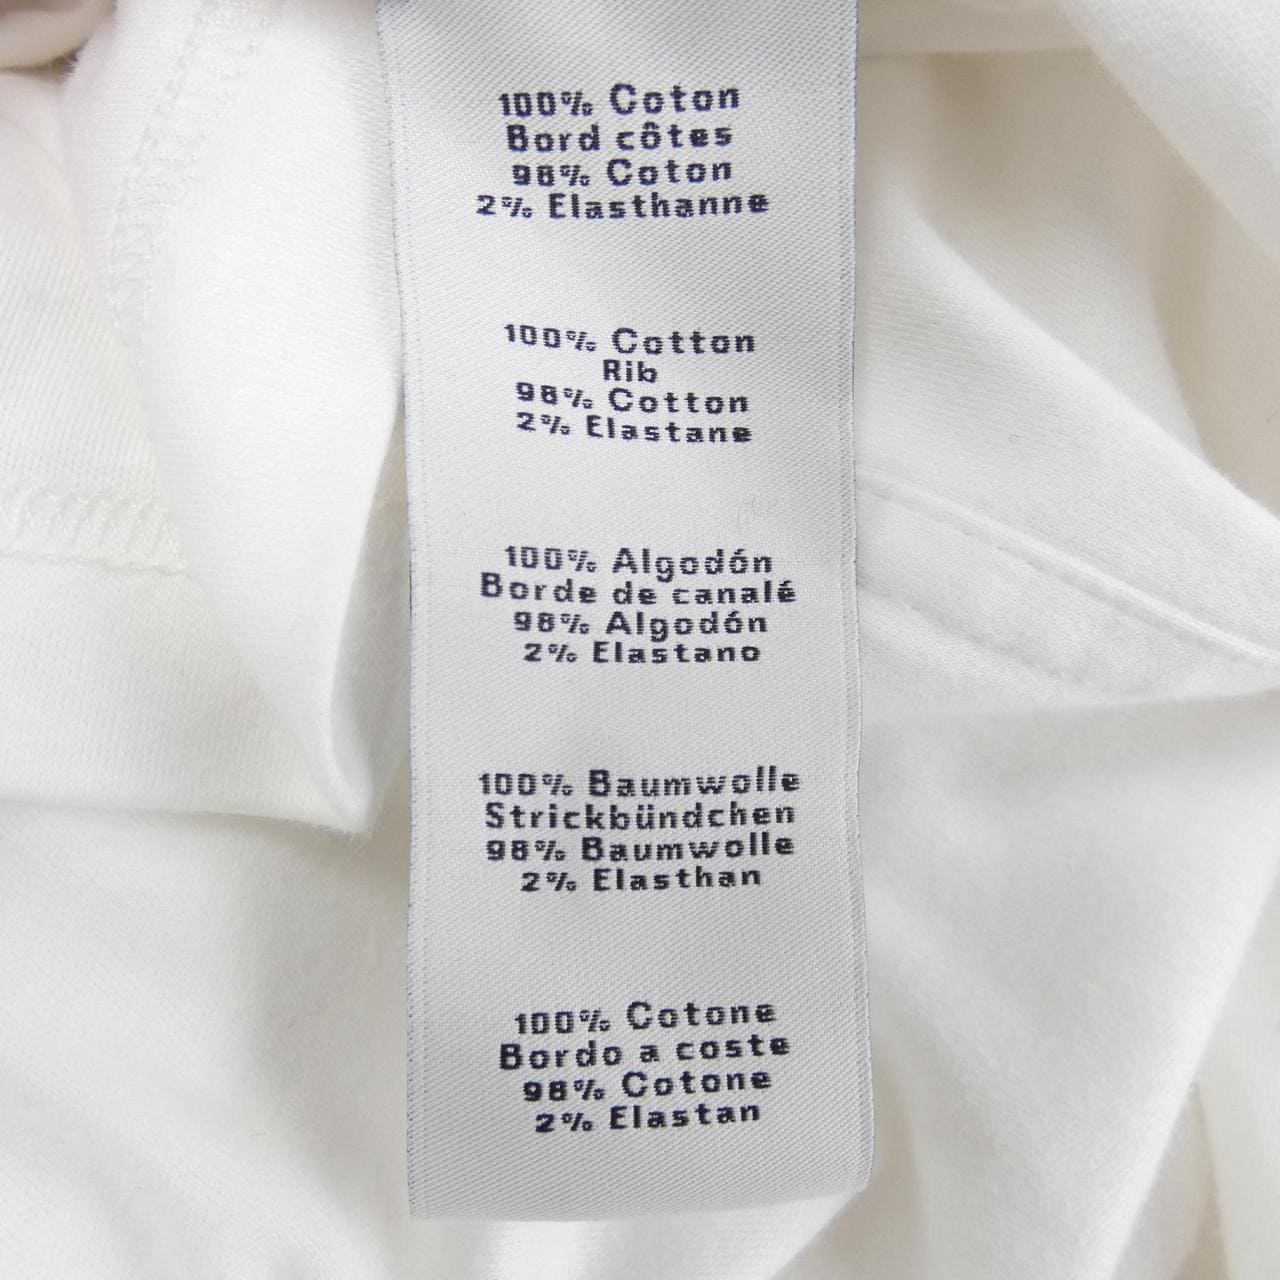 100% Coton
Bord côtes
98% Coton
2% Elasthanne
100% Cotton
Rib
98% Cotton
2% Elastane
100% Algodón
Borde de canalé
98% Algodón
2% Elastano
100% Baumwolle
Strickbündchen
98% Baumwolle
2% Elasthan
100% Cotone
Bordo a coste
98% Cotone
2% Elastan